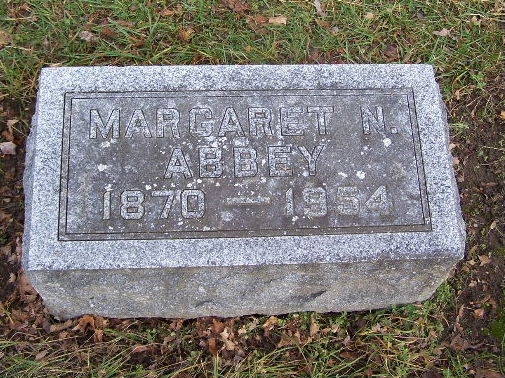 MARGARET N.
ABBEY
1870 — 1954